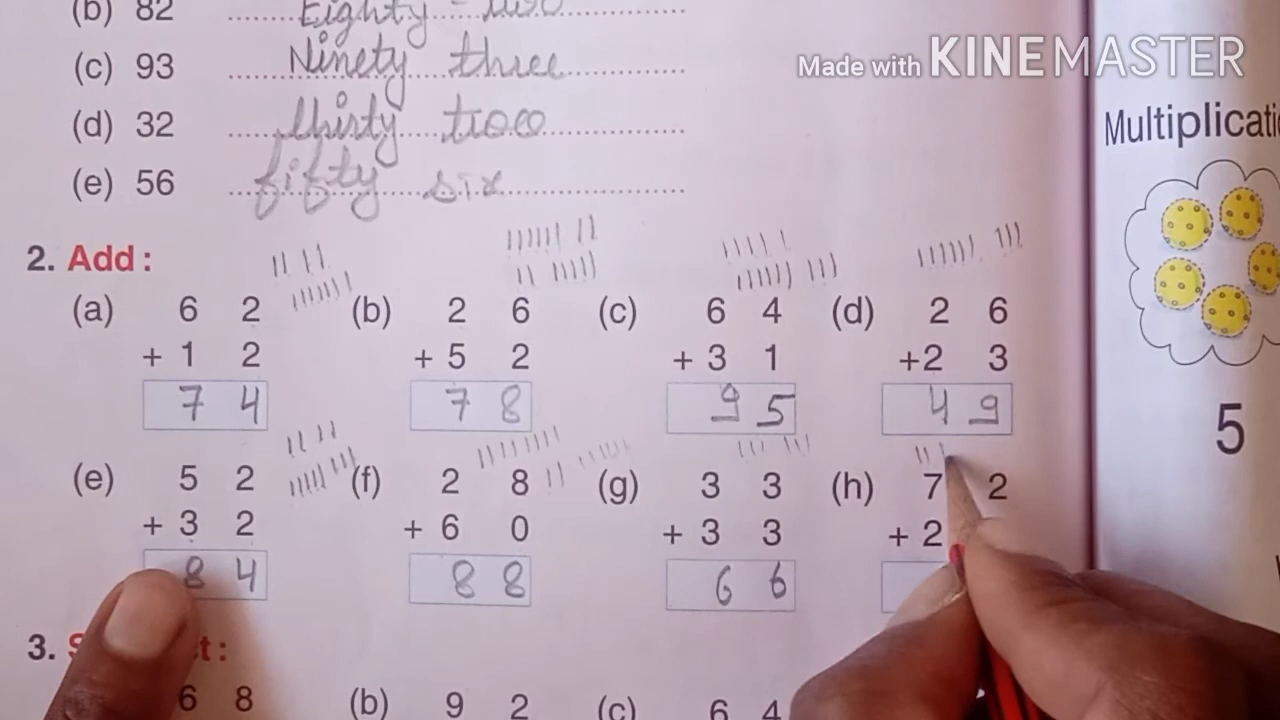 (b) 82 Eighty - two
Made with KINEMASTER
(c) 93 Ninety three
(d) 32 thirty two
(e) 56 fifty six
Multiplicati
2. Add :
(a) 6 2 (b) 2 6 (c) 6 4 (d) 2 6
+ 1 2 + 5 2 + 3 1 +2 3
7 4 7 8 9 5 4 9
5
(e) 5 2 (f) 2 8 (g) 3 3 (h) 7 2
+ 3 2 + 6 0 + 3 3 + 2
8 4 8 8 6 6
3. t :
6 8 (b) 9 2 (c) 6 4